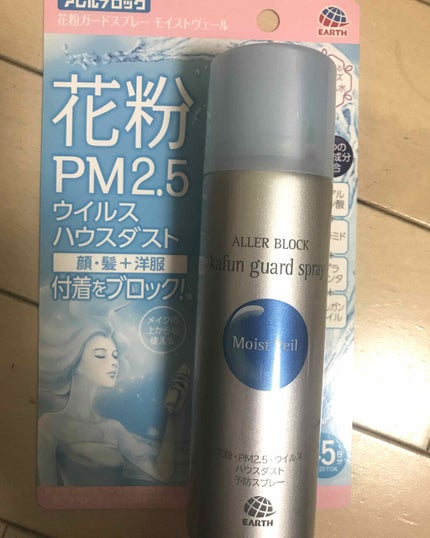 アレルブロック
花粉ガードスプレー モイストヴェール
EARTH
花粉
PM2.5
ウイルス
ハウスダスト
顔・髪+洋服
付着をブロック!
メイクの
上からも
使える
ALLER BLOCK
kafun guard spray
Moist Veil
花粉・PM2.5・ウイルス
ハウスダスト
予防スプレー
EARTH